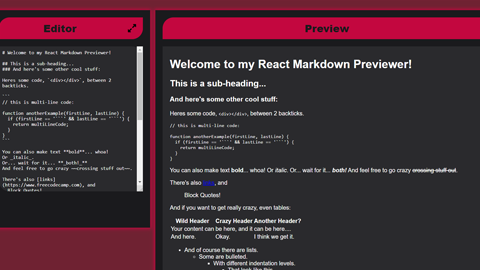 Editor
# Welcome to my React Markdown Previewer!
## This is a sub-heading...
### And here's some other cool stuff:
Heres some code, `<div></div>`, between 2
backticks.
```
// this is multi-line code:
function anotherExample(firstLine, lastLine) {
if (firstLine == '```' && lastLine == '```') {
return multiLineCode;
}
}
```
You can also make text **bold**... whoa!
Or _italic_.
Or... wait for it... **_both!_**
And feel free to go crazy ~~crossing stuff out~~.
There's also [links]
(https://www.freecodecamp.com), and
> Block Quotes!
Preview
Welcome to my React Markdown Previewer!
This is a sub-heading...
And here's some other cool stuff:
Heres some code, <div></div>, between 2 backticks.
// this is multi-line code:
function anotherExample(firstLine, lastLine) {
if (firstLine == '```' && lastLine == '```') {
return multiLineCode;
}
}
You can also make text bold... whoa! Or italic. Or... wait for it... both! And feel free to go crazy crossing stuff out.
There's also links, and
Block Quotes!
And if you want to get really crazy, even tables:
Wild Header Crazy Header Another Header?
Your content can be here, and it can be here....
And here. Okay. I think we get it.
• And of course there are lists.
◦ Some are bulleted.
▪ With different indentation levels.
▪ That look like this.